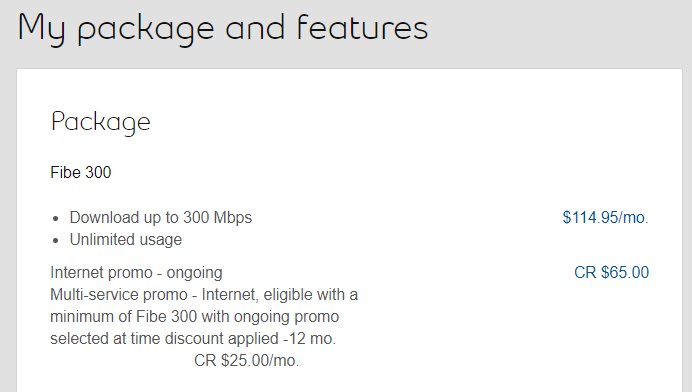 My package and features
Package
Fibe 300
• Download up to 300 Mbps $114.95/mo.
• Unlimited usage
Internet promo - ongoing CR $65.00
Multi-service promo - Internet, eligible with a
minimum of Fibe 300 with ongoing promo
selected at time discount applied -12 mo.
CR $25.00/mo.